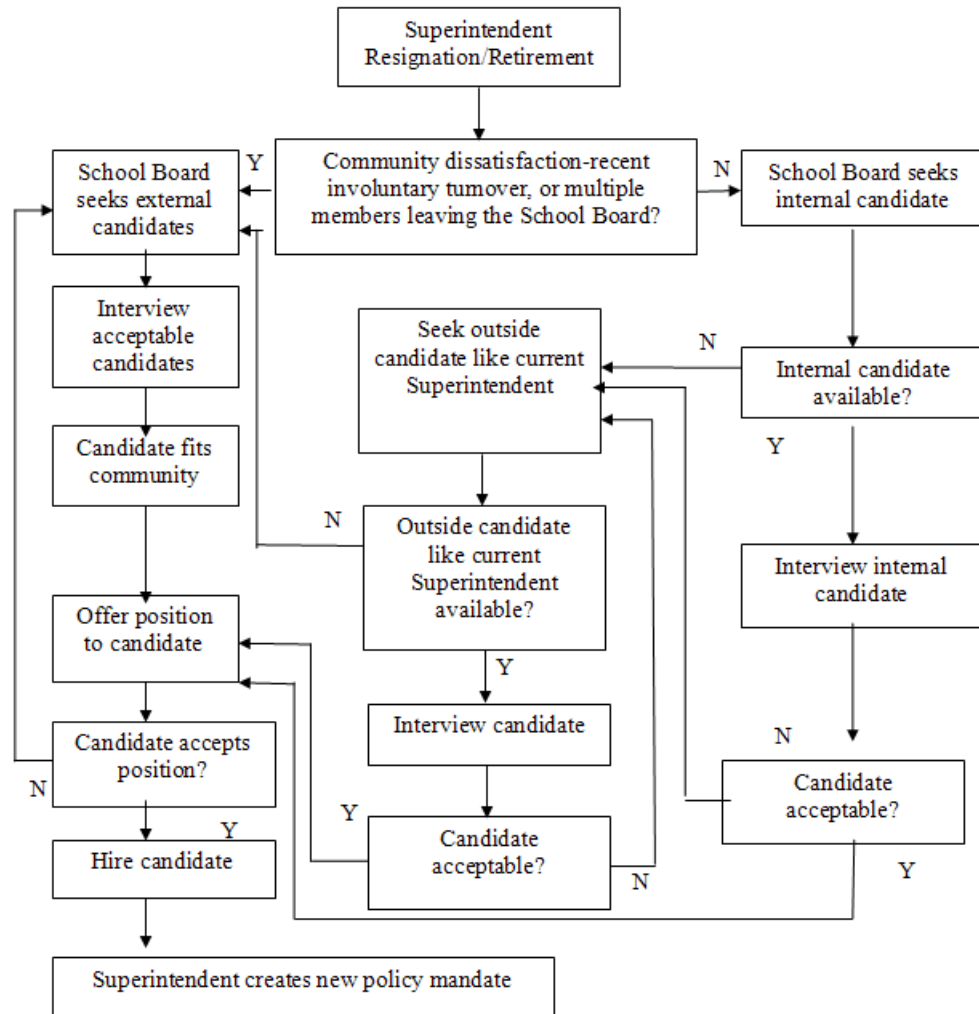 Superintendent
Resignation/Retirement
School Board
seeks external
candidates
Y
Community dissatisfaction-recent
involuntary turnover, or multiple
members leaving the School Board?
N
School Board seeks
internal candidate
Interview
acceptable
candidates
Seek outside
candidate like current
Superintendent
N
Internal candidate
available?
Y
Candidate fits
community
N
Outside candidate
like current
Superintendent
available?
Y
Interview internal
candidate
Offer position
to candidate
Interview candidate
N
Candidate
acceptable?
Y
Candidate accepts
position?
N
Y
Y
Candidate
acceptable?
N
Hire candidate
Superintendent creates new policy mandate